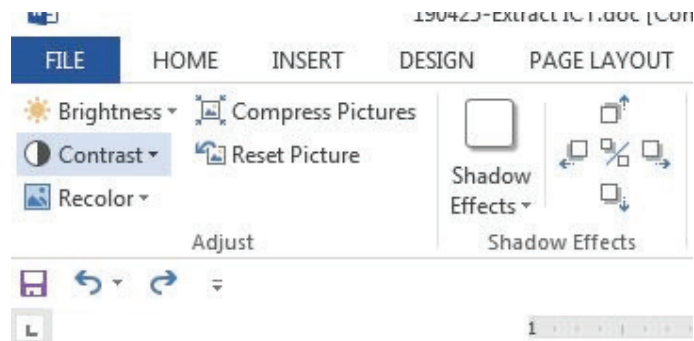 190425-Extract ICT.doc [Con
FILE HOME INSERT DESIGN PAGE LAYOUT
Brightness Compress Pictures
Contrast Reset Picture
Recolor
Shadow
Effects
Adjust Shadow Effects
1